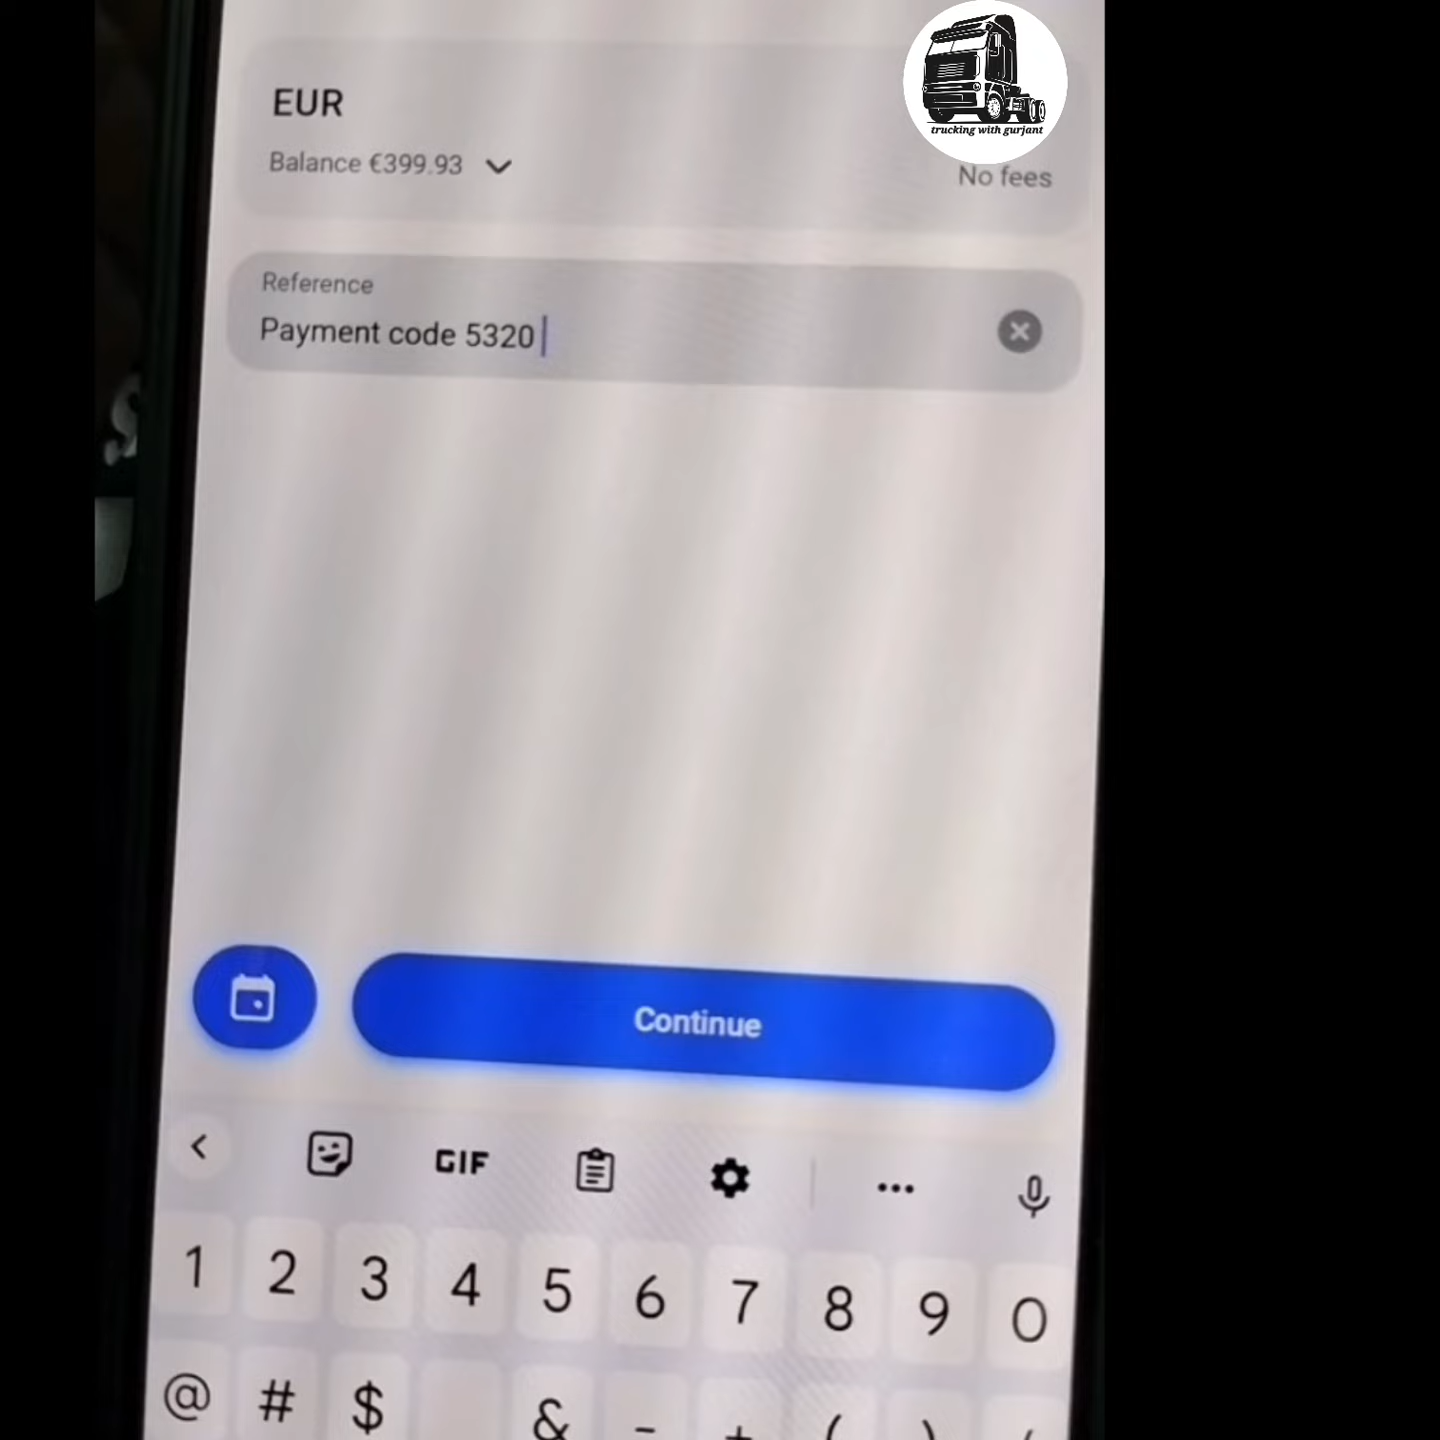 EUR
trucking with gurjant
Balance €399.93
No fees
Reference
Payment code 5320
Continue
GIF
1 2 3 4 5 6 7 8 9 0
@ # $ & - + ( )